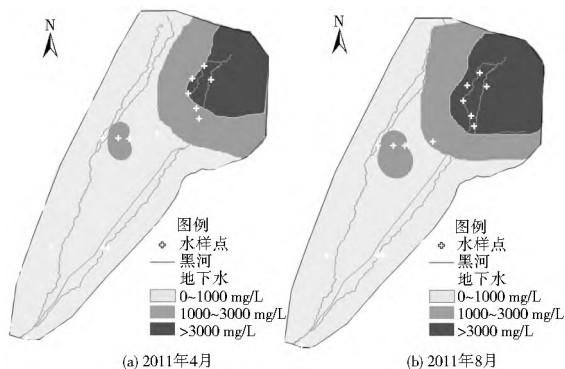 N
N
图例
水样点
黑河
地下水
0~1000 mg/L
1000~3000 mg/L
>3000 mg/L
(a) 2011年4月
图例
水样点
黑河
地下水
0~1000 mg/L
1000~3000 mg/L
>3000 mg/L
(b) 2011年8月